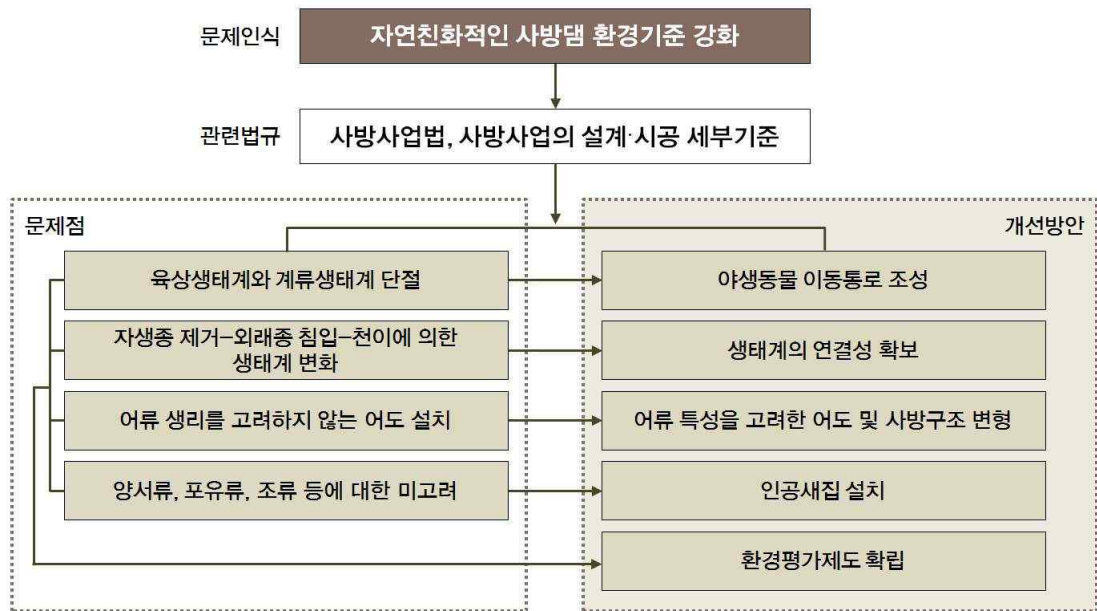 문제인식
자연친화적인 사방댐 환경기준 강화
관련법규
사방사업법, 사방사업의 설계·시공 세부기준
문제점
개선방안
육상생태계와 계류생태계 단절
야생동물 이동통로 조성
자생종 제거–외래종 침입–천이에 의한
생태계 변화
생태계의 연결성 확보
어류 생리를 고려하지 않는 어도 설치
어류 특성을 고려한 어도 및 사방구조 변형
양서류, 포유류, 조류 등에 대한 미고려
인공새집 설치
환경평가제도 확립